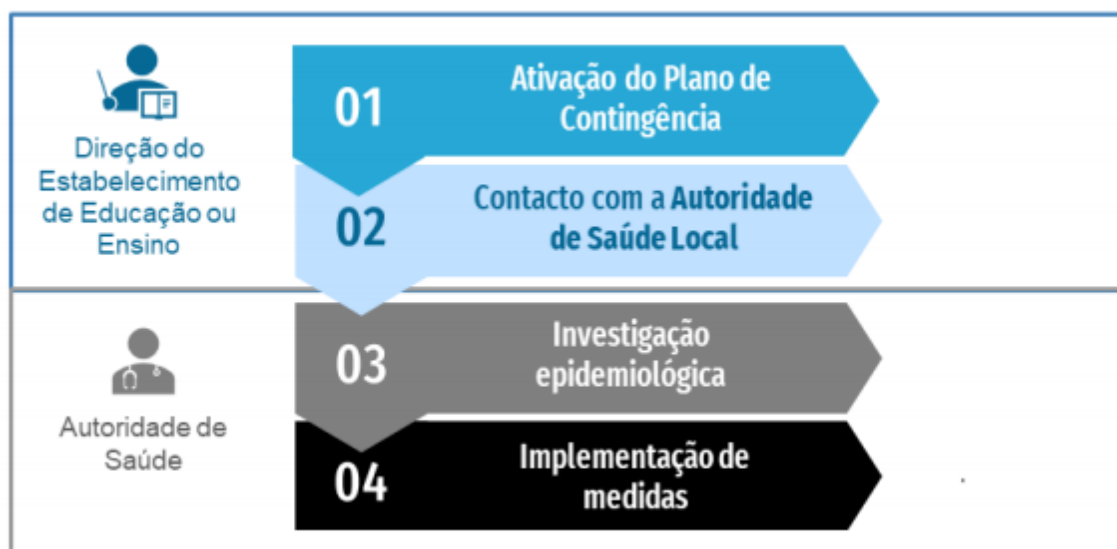 Direção do
Estabelecimento
de Educação ou
Ensino
01
Ativação do Plano de
Contingência
02
Contacto com a Autoridade
de Saúde Local
Autoridade de
Saúde
03
Investigação
epidemiológica
04
Implementação de
medidas
.